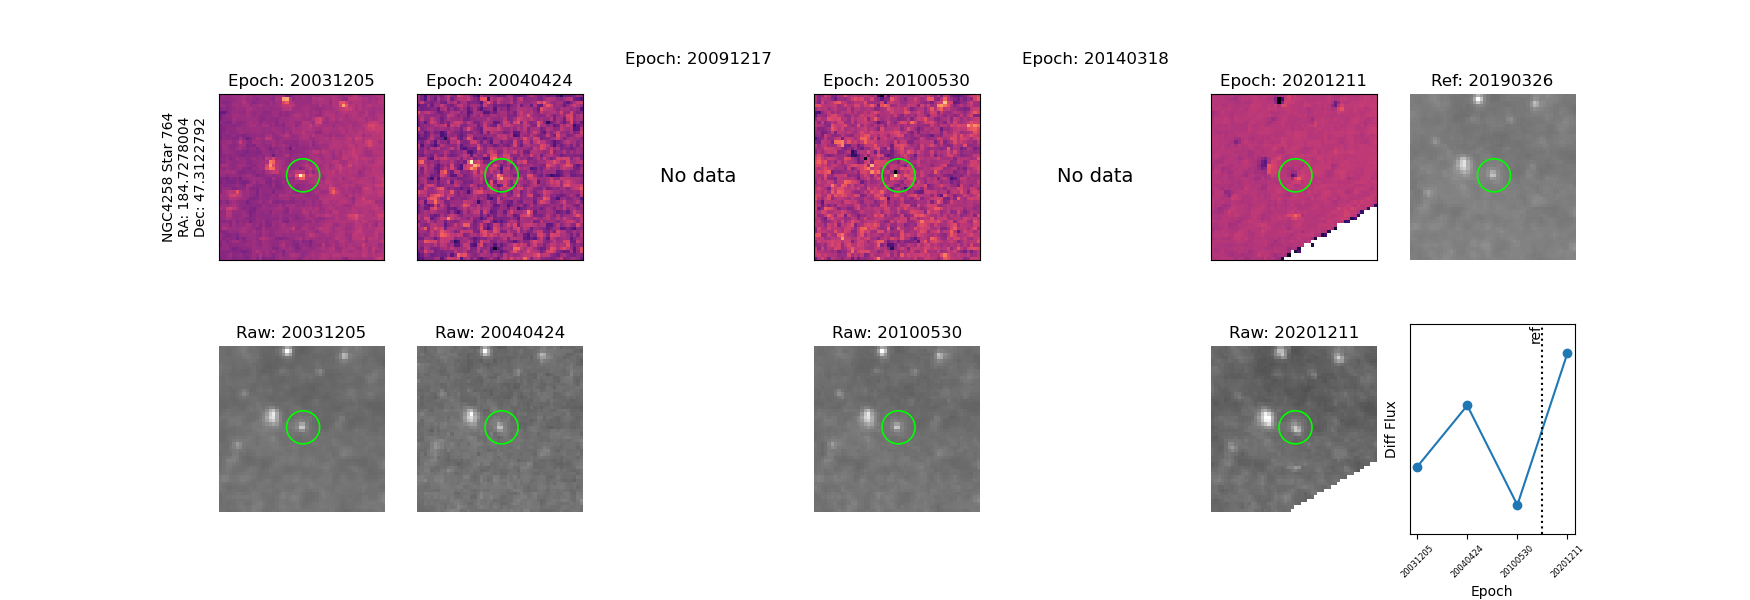 Epoch: 20091217
Epoch: 20140318
Epoch: 20031205
Epoch: 20040424
Epoch: 20100530
Epoch: 20201211
Ref: 20190326
NGC4258 Star 764
RA: 184.7278004
Dec: 47.3122792
No data
No data
Raw: 20031205
Raw: 20040424
Raw: 20100530
Raw: 20201211
ref
Diff Flux
20031205
20040424
20100530
20201211
Epoch